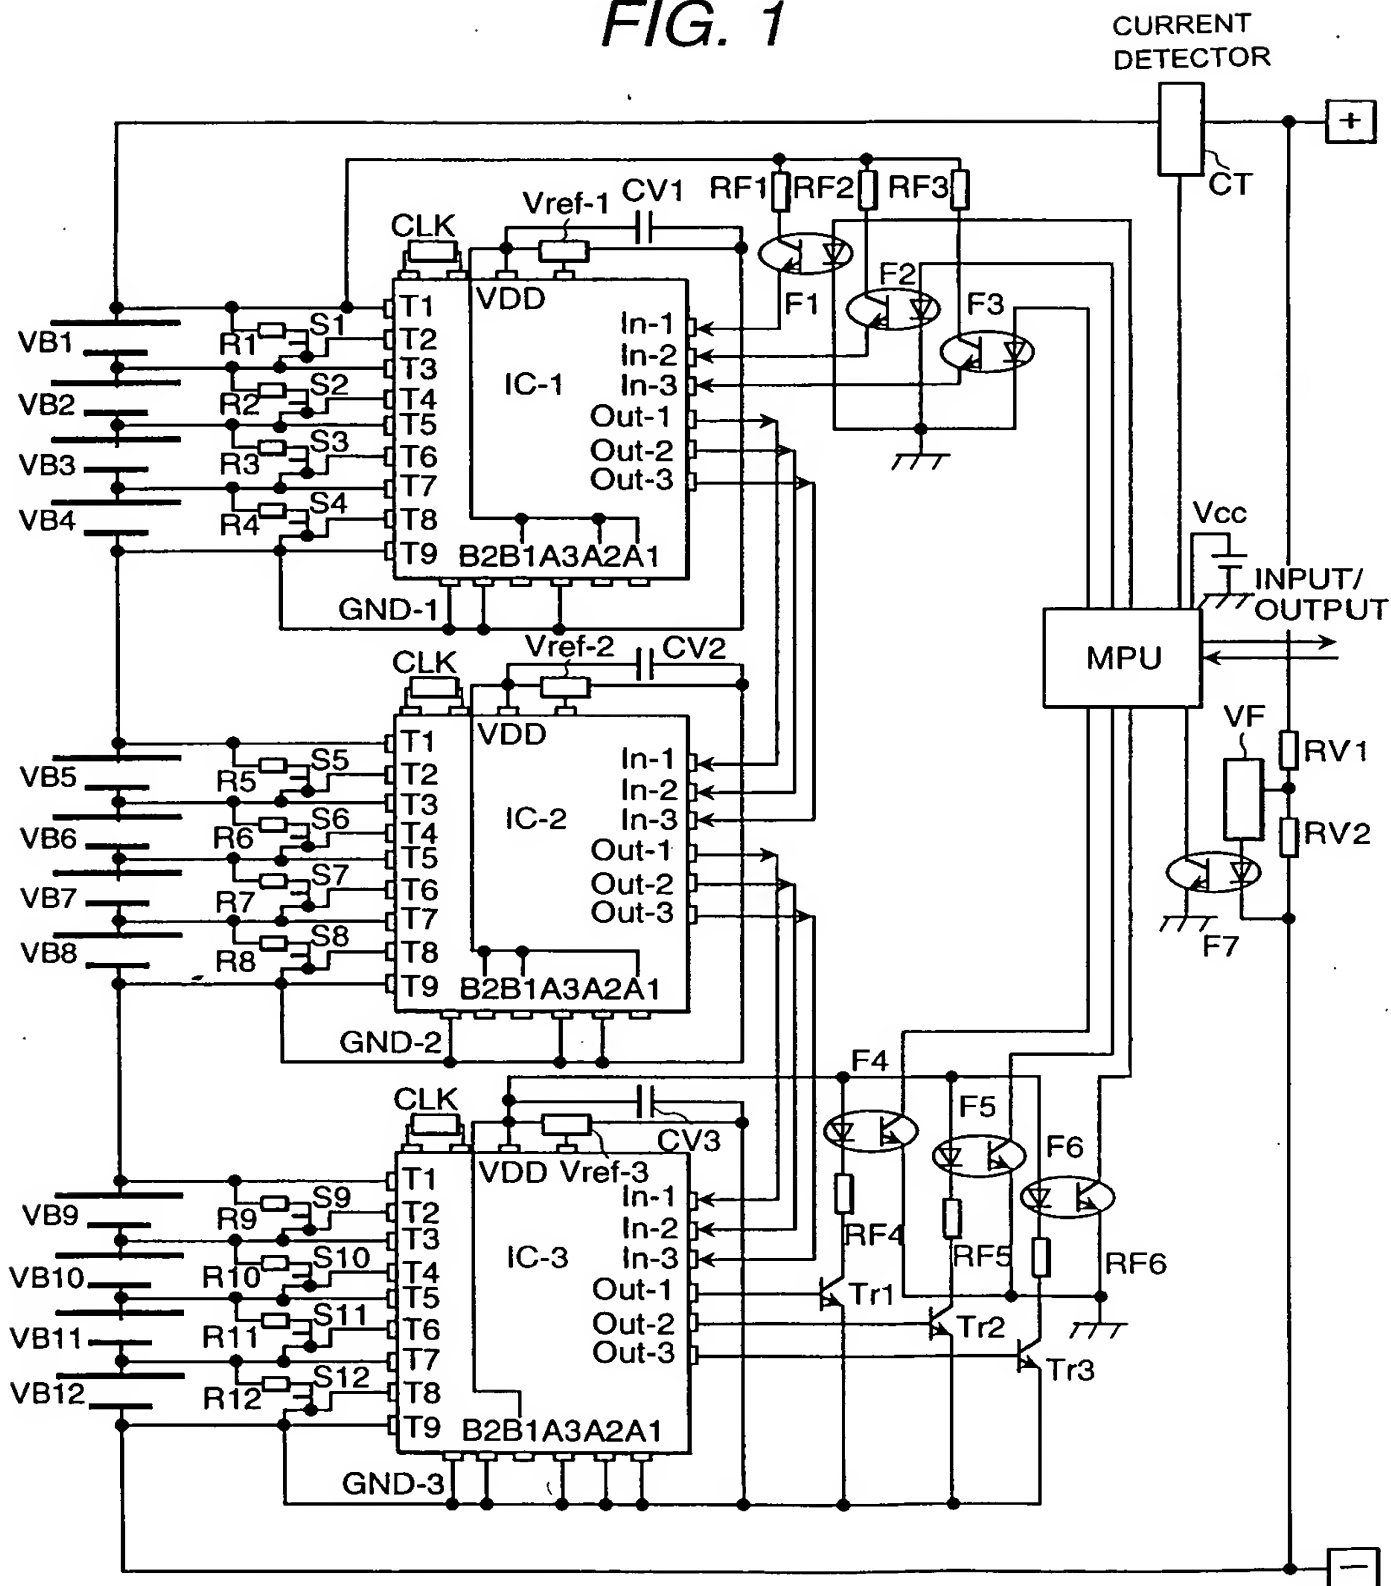 FIG. 1
CURRENT
DETECTOR
+
CT
RF1 RF2 RF3
CV1
Vref-1
CLK
VDD
F1
F2
F3
T1
T2
T3
T4
T5
T6
T7
T8
T9
VB1
VB2
VB3
VB4
R1
R2
R3
R4
S1
S2
S3
S4
IC-1
In-1
In-2
In-3
Out-1
Out-2
Out-3
B2B1A3A2A1
GND-1
Vcc
INPUT/
OUTPUT
MPU
VF
RV1
RV2
F7
Vref-2
CV2
CLK
VDD
T1
T2
T3
T4
T5
T6
T7
T8
T9
VB5
VB6
VB7
VB8
R5
R6
R7
R8
S5
S6
S7
S8
IC-2
In-1
In-2
In-3
Out-1
Out-2
Out-3
B2B1A3A2A1
GND-2
F4
F5
F6
CLK
CV3
VDD Vref-3
T1
T2
T3
T4
T5
T6
T7
T8
T9
VB9
VB10
VB11
VB12
R9
R10
R11
R12
S9
S10
S11
S12
IC-3
In-1
In-2
In-3
Out-1
Out-2
Out-3
B2B1A3A2A1
GND-3
RF4
RF5
RF6
Tr1
Tr2
Tr3
−